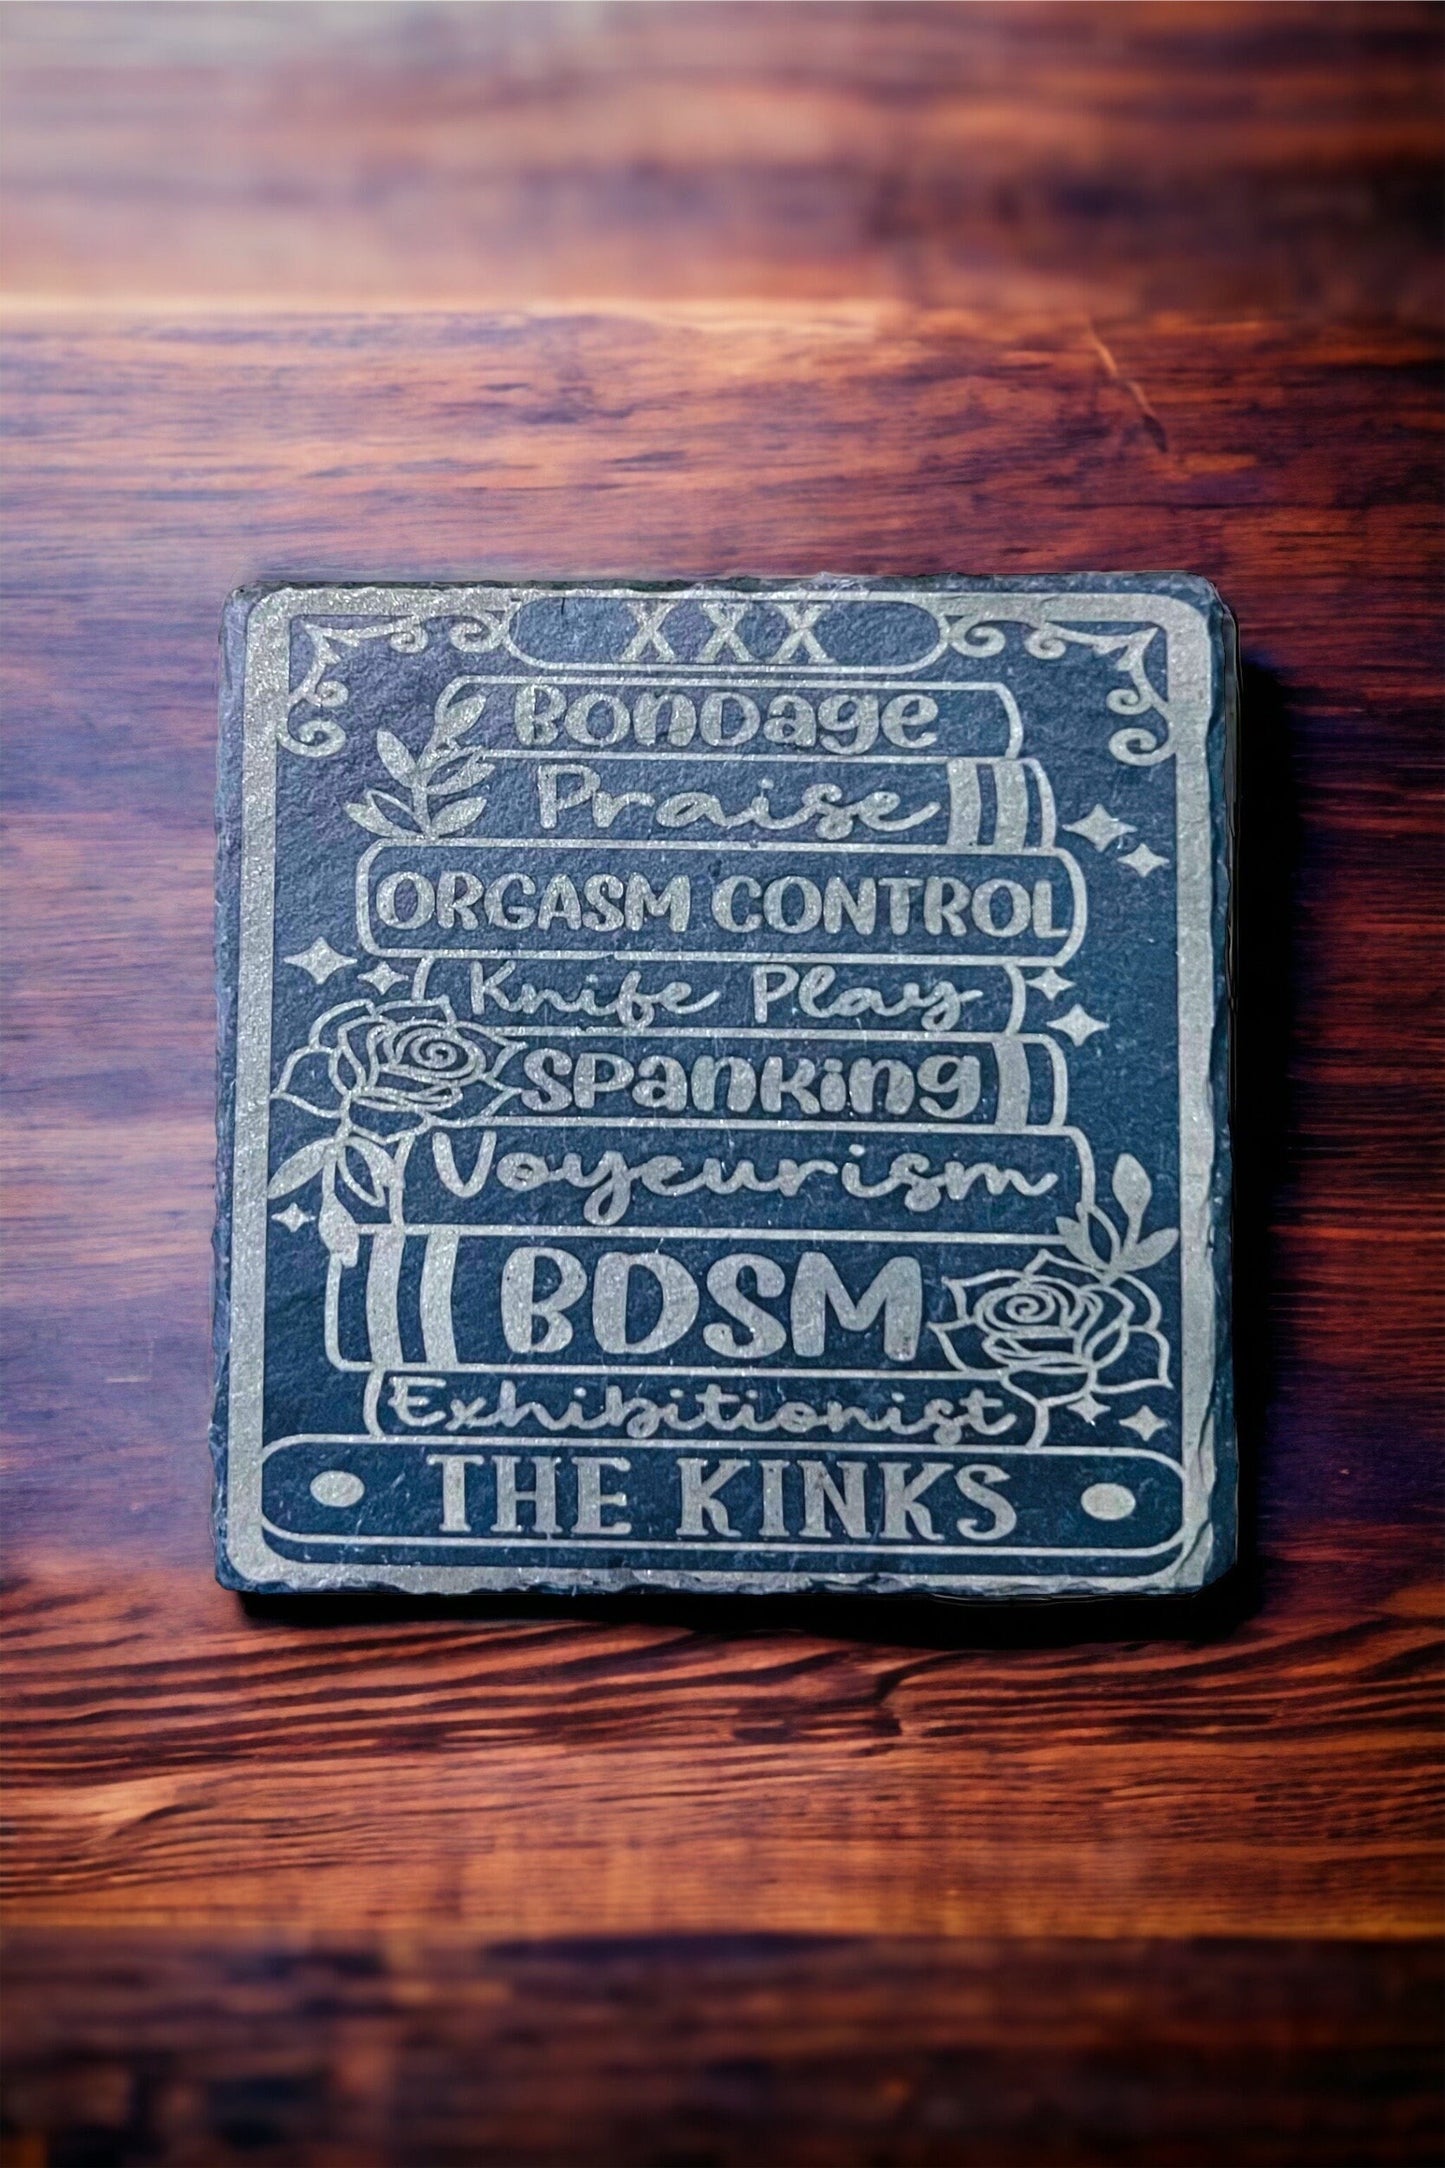 XXX
Bondage
Praise
ORGASM CONTROL
Knife Play
Spanking
Voyeurism
BDSM
Exhibitionist
THE KINKS